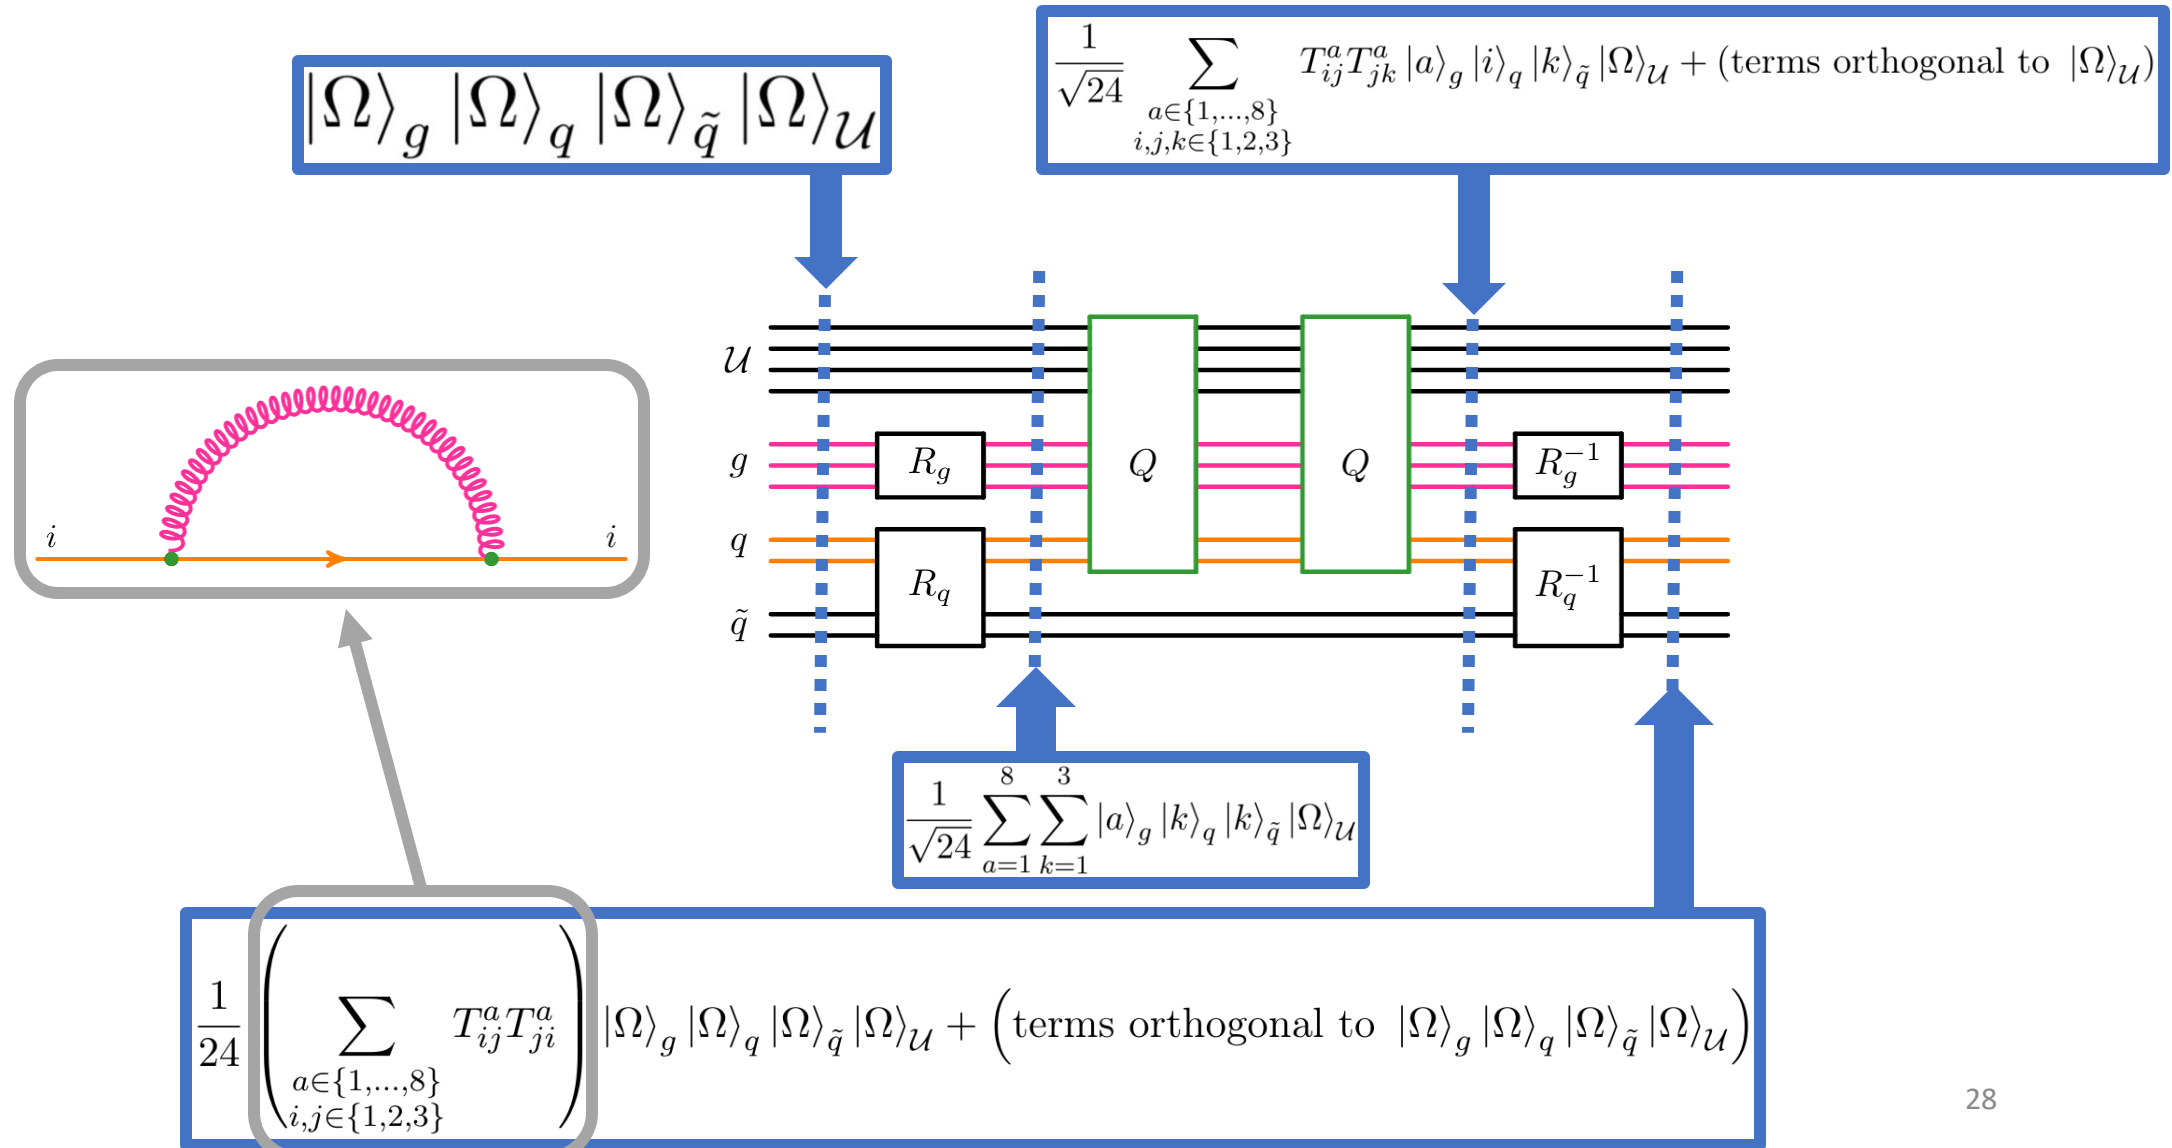 |Ω⟩_g |Ω⟩_q |Ω⟩_q̃ |Ω⟩_𝒰
1/√24 ∑_{a∈{1,...,8} i,j,k∈{1,2,3}} T^a_{ij} T^a_{jk} |a⟩_g |i⟩_q |k⟩_q̃ |Ω⟩_𝒰 + (terms orthogonal to |Ω⟩_𝒰)
𝒰
g
q
q̃
R_g
R_q
Q
Q
R_g^{-1}
R_q^{-1}
i
i
1/√24 ∑_{a=1}^{8} ∑_{k=1}^{3} |a⟩_g |k⟩_q |k⟩_q̃ |Ω⟩_𝒰
1/24 ( ∑_{a∈{1,...,8} i,j∈{1,2,3}} T^a_{ij} T^a_{ji} ) |Ω⟩_g |Ω⟩_q |Ω⟩_q̃ |Ω⟩_𝒰 + (terms orthogonal to |Ω⟩_g |Ω⟩_q |Ω⟩_q̃ |Ω⟩_𝒰)
28